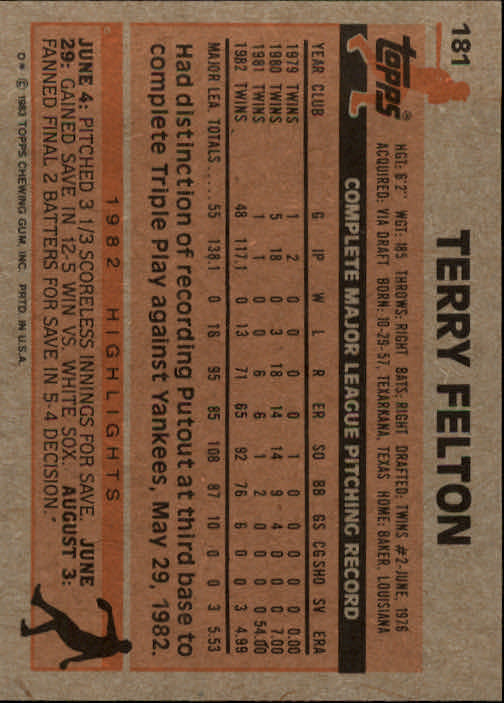 181
TERRY FELTON
topps®
HGT: 6'2" WGT: 185 THROWS: RIGHT BATS: RIGHT DRAFTED: TWINS #2-JUNE, 1976
ACQUIRED: VIA DRAFT BORN: 10-29-57, TEXARKANA, TEXAS HOME: BAKER, LOUISIANA
COMPLETE MAJOR LEAGUE PITCHING RECORD
YEAR CLUB G IP W L R ER SO BB GS CG SHO SV ERA
1979 TWINS 1 2 0 0 0 0 1 0 0 0 0 0 0.00
1980 TWINS 5 18 0 3 18 14 14 9 4 0 0 0 7.00
1981 TWINS 1 1 0 0 6 6 1 2 0 0 0 0 54.00
1982 TWINS 48 117.1 0 13 71 65 92 76 6 0 0 3 4.99
MAJOR LEA. TOTALS..... 55 138.1 0 16 95 85 108 87 10 0 0 3 5.53
Had distinction of recording Putout at third base to
complete Triple Play against Yankees, May 29, 1982.
1982 HIGHLIGHTS
JUNE 4: PITCHED 3 1/3 SCORELESS INNINGS FOR SAVE. JUNE
29: GAINED SAVE IN 12-5 WIN VS. WHITE SOX. AUGUST 3:
FANNED FINAL 2 BATTERS FOR SAVE IN 5-4 DECISION.
D* © 1983 TOPPS CHEWING GUM, INC. PRTD. IN U.S.A.